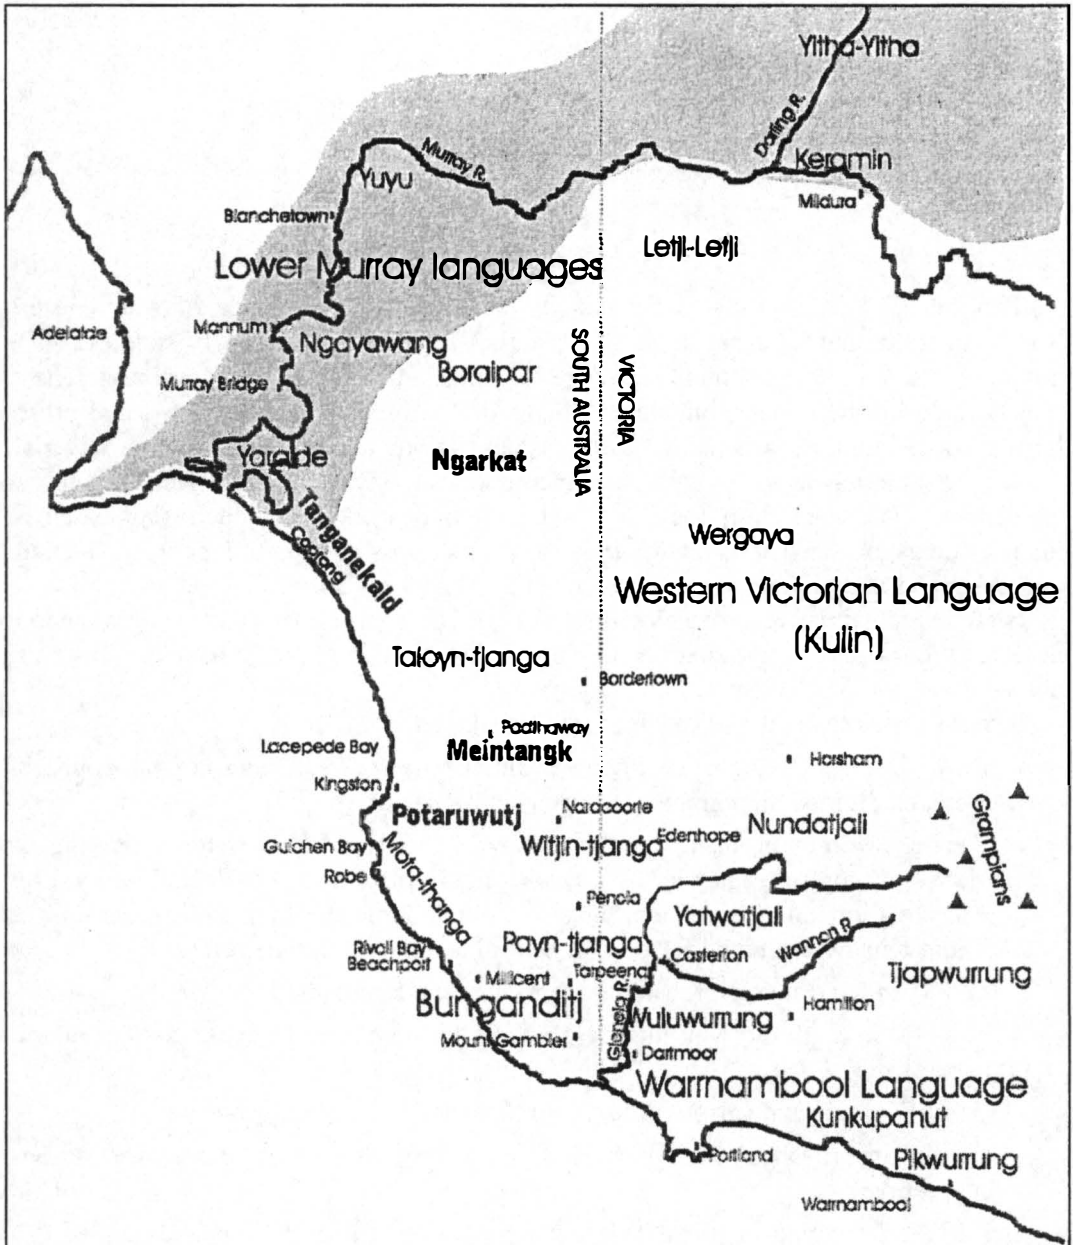 Yitha-Yitha
Darling R.
Murray R.
Keramin
Yuyu
Mildura
Blanchetown
Letji-Letji
Lower Murray languages
Mannum
Adelaide
Ngayawang
SOUTH AUSTRALIA
VICTORIA
Boraipar
Murray Bridge
Yaralde
Ngarkat
Tanganekald
Coorong
Wergaya
Western Victorian Language
(Kulin)
Tatoyn-tjanga
Bordertown
Padthaway
Lacepede Bay
Meintangk
Horsham
Kingston
Grampians
Potaruwutj
Naracoorte
Edenhope
Nundatjali
Guichen Bay
Mota-thanga
Witjin-tjanga
Robe
Penola
Yatwatjali
Wannon R.
Rivoli Bay
Beachport
Payn-tjanga
Casterton
Tarpeena
Tjapwurrung
Millicent
Bunganditj
Glenelg R.
Wuluwurrung
Hamilton
Mount Gambier
Dartmoor
Warrnambool Language
Kunkupanut
Portland
Pikwurrung
Warrnambool